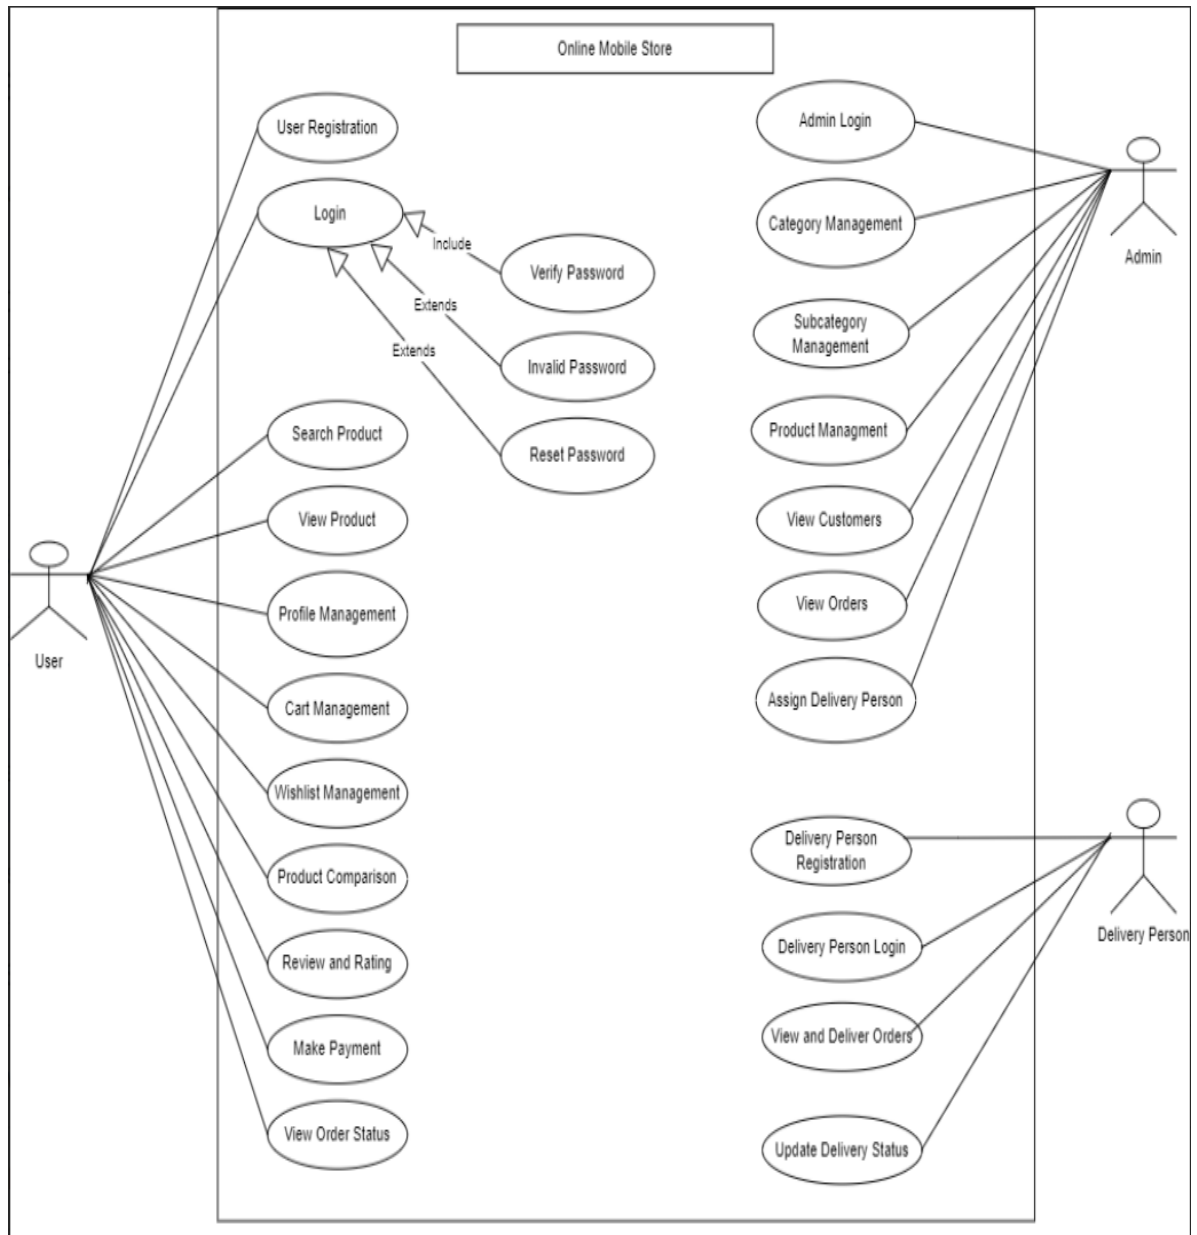 Online Mobile Store
User Registration
Login
Include
Verify Password
Extends
Invalid Password
Extends
Reset Password
Search Product
View Product
Profile Management
Cart Management
Wishlist Management
Product Comparison
Review and Rating
Make Payment
View Order Status
User
Admin Login
Category Management
Subcategory
Management
Product Managment
View Customers
View Orders
Assign Delivery Person
Admin
Delivery Person
Registration
Delivery Person Login
View and Deliver Orders
Update Delivery Status
Delivery Person